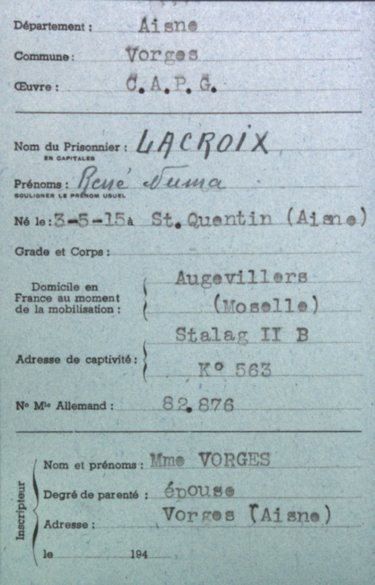 Département : Aisne
Commune : Vorges
Œuvre : C.A.P.G.
Nom du Prisonnier : LACROIX
EN CAPITALES
Prénoms : René Numa
SOULIGNER LE PRÉNOM USUEL
Né le : 3-5-15 à St. Quentin (Aisne)
Grade et Corps :
Domicile en France au moment de la mobilisation : Augevillers
(Moselle)
Adresse de captivité : Stalag II B
K° 563
N° Mle Allemand : 82.876
Inscripteur
Nom et prénoms : Mme VORGES
Degré de parenté : épouse
Adresse : Vorges (Aisne)
le 194